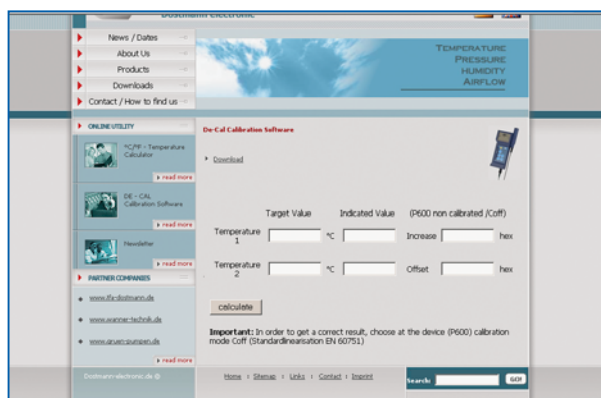 Dostmann electronic
News / Dates
About Us
Products
Downloads
Contact / How to find us
TEMPERATURE
PRESSURE
HUMIDITY
AIRFLOW
ONLINE UTILITY
°C/°F - Temperature
Calculator
read more
DE - CAL
Calibration Software
read more
Newsletter
read more
PARTNER COMPANIES
www.ifa-dostmann.de
www.wanner-technik.de
www.gruen-pumpen.de
read more
De-Cal Calibration Software
Download
Target Value Indicated Value (P600 non calibrated /Coff)
Temperature
1 °C Increase hex
Temperature
2 °C Offset hex
calculate
Important: In order to get a correct result, choose at the device (P600) calibration
mode Coff (Standardlinearisation EN 60751)
Dostmann-electronic.de ©
Home Sitemap Links Contact Imprint
Search: GO!